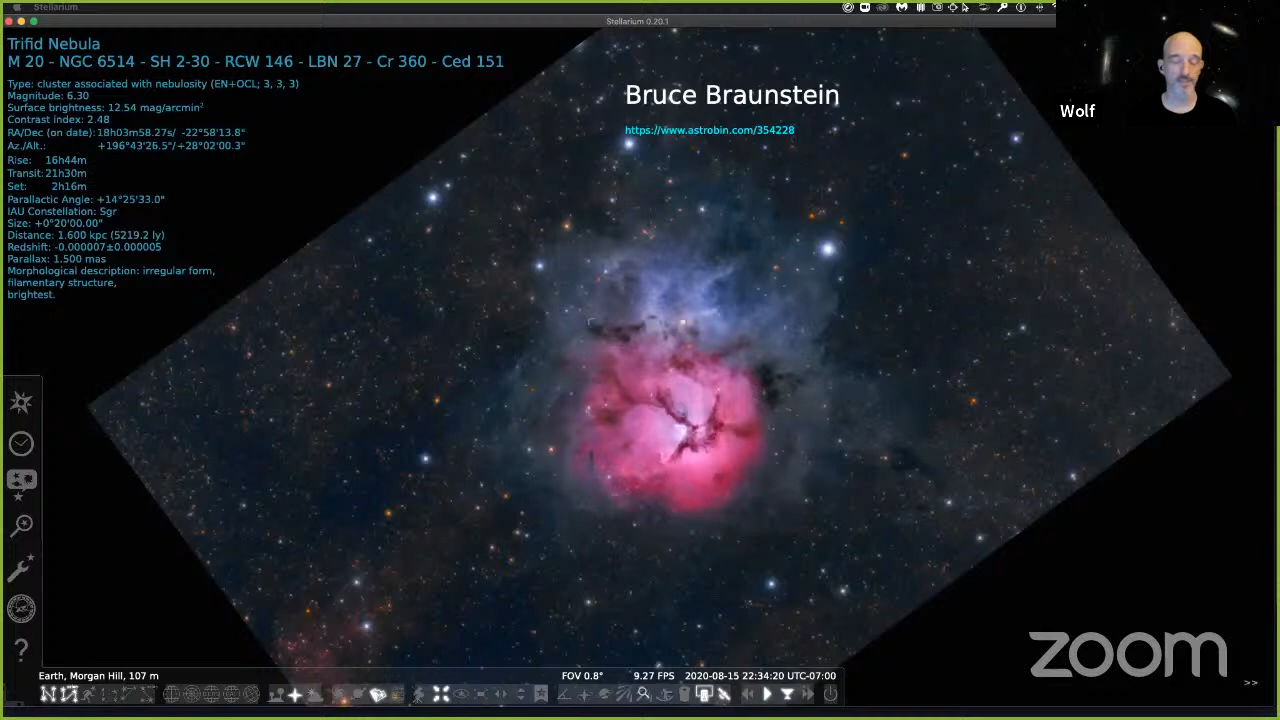 Stellarium
Stellarium 0.20.1
Trifid Nebula
M 20 - NGC 6514 - SH 2-30 - RCW 146 - LBN 27 - Cr 360 - Ced 151
Type: cluster associated with nebulosity (EN+OCL; 3, 3, 3)
Magnitude: 6.30
Surface brightness: 12.54 mag/arcmin²
Contrast index: 2.48
RA/Dec (on date): 18h03m58.27s/ -22°58'13.8"
Az./Alt.: +196°43'26.5"/+28°02'00.3"
Rise: 16h44m
Transit: 21h30m
Set: 2h16m
Parallactic Angle: +14°25'33.0"
IAU Constellation: Sgr
Size: +0°20'00.00"
Distance: 1.600 kpc (5219.2 ly)
Redshift: -0.000007±0.000005
Parallax: 1.500 mas
Morphological description: irregular form,
filamentary structure,
brightest.
Bruce Braunstein
https://www.astrobin.com/354228
Wolf
Earth, Morgan Hill, 107 m
FOV 0.8°
9.27 FPS
2020-08-15 22:34:20 UTC-07:00
zoom
>>